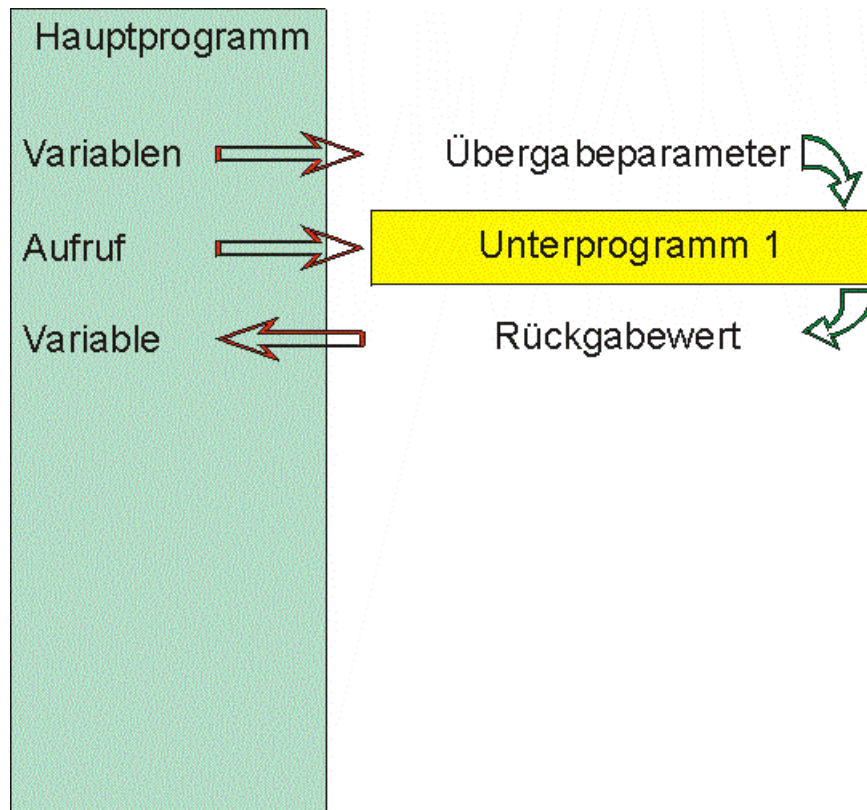 Hauptprogramm
Variablen
Übergabeparameter
Aufruf
Unterprogramm 1
Variable
Rückgabewert